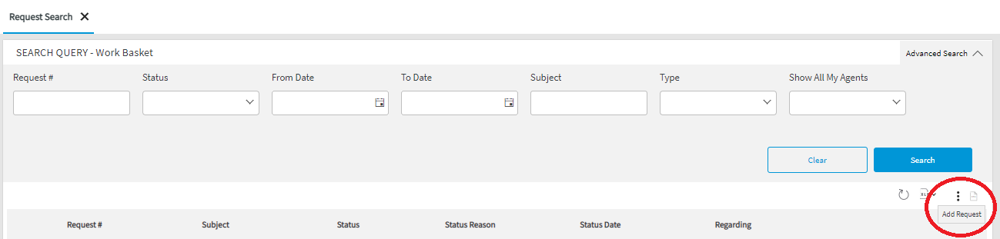 Request Search
SEARCH QUERY - Work Basket
Advanced Search
Request # Status From Date To Date Subject Type Show All My Agents
Clear Search
Add Request
Request # Subject Status Status Reason Status Date Regarding